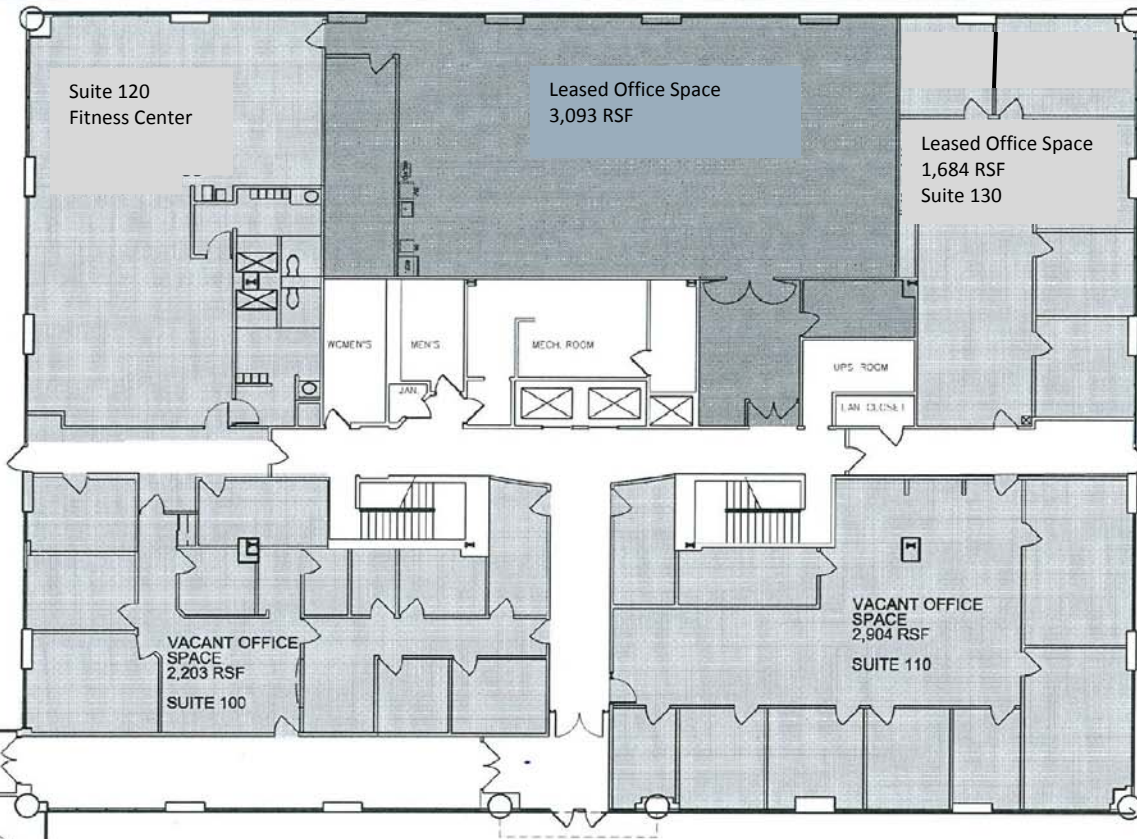 Suite 120
Fitness Center
Leased Office Space
3,093 RSF
Leased Office Space
1,684 RSF
Suite 130
WOMEN'S
MEN'S
JAN.
MECH. ROOM
UPS ROOM
LAN CLOSET
VACANT OFFICE
SPACE
2,203 RSF
SUITE 100
VACANT OFFICE
SPACE
2,904 RSF
SUITE 110